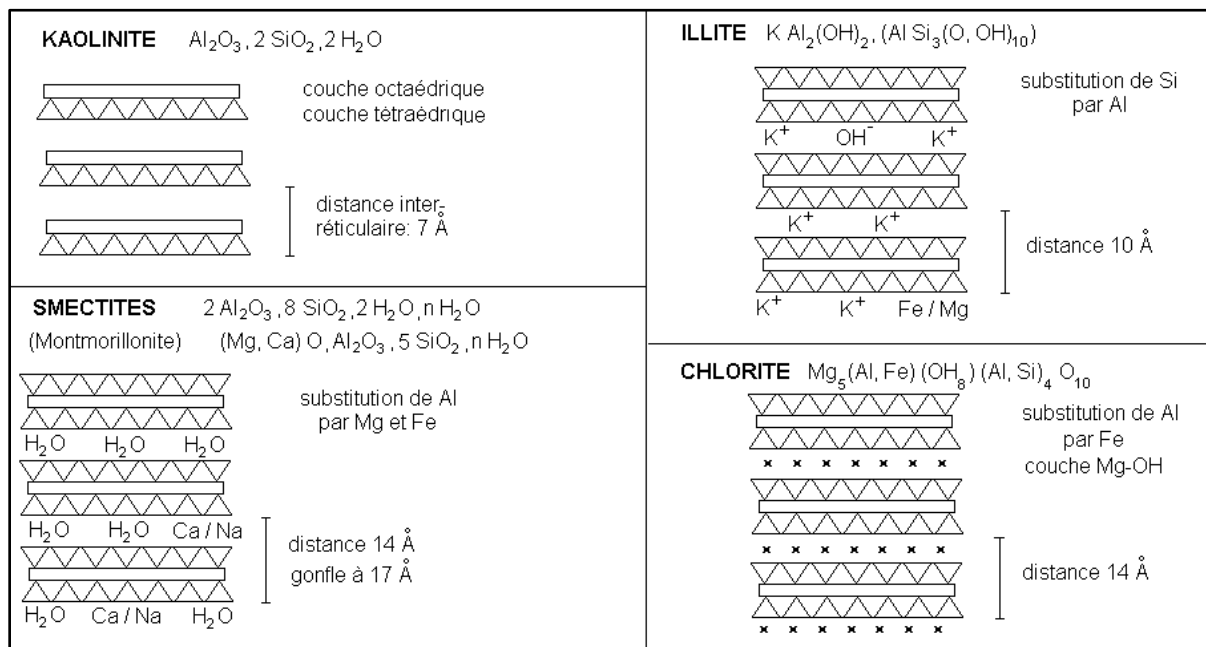 KAOLINITE Al₂O₃, 2 SiO₂, 2 H₂O
couche octaédrique
couche tétraédrique
distance inter-
réticulaire: 7 Å
SMECTITES 2 Al₂O₃, 8 SiO₂, 2 H₂O, n H₂O
(Montmorillonite) (Mg, Ca) O, Al₂O₃, 5 SiO₂, n H₂O
substitution de Al
par Mg et Fe
H₂O H₂O H₂O
H₂O H₂O Ca / Na
distance 14 Å
gonfle à 17 Å
H₂O Ca / Na H₂O
ILLITE K Al₂(OH)₂, (Al Si₃(O, OH)₁₀)
substitution de Si
par Al
K⁺ OH⁻ K⁺
K⁺ K⁺
distance 10 Å
K⁺ K⁺ Fe / Mg
CHLORITE Mg₅(Al, Fe) (OH₈) (Al, Si)₄ O₁₀
substitution de Al
par Fe
couche Mg-OH
distance 14 Å